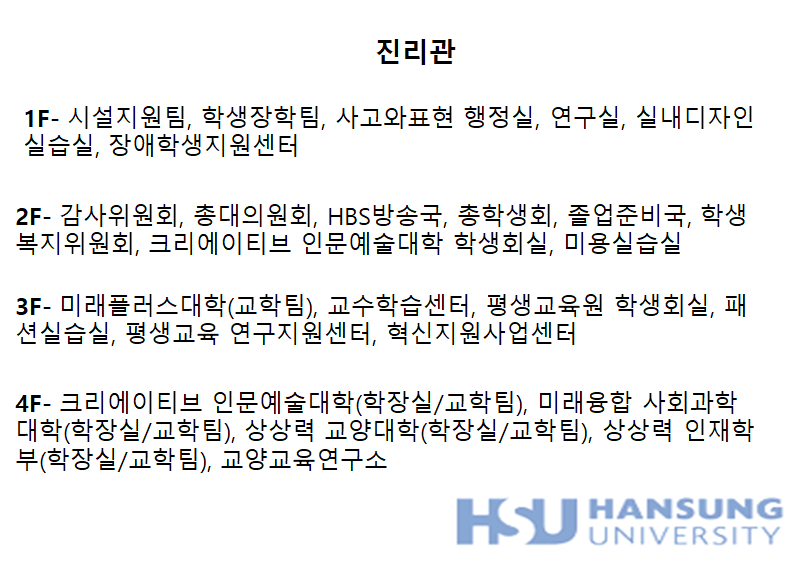 진리관
1F- 시설지원팀, 학생장학팀, 사고와표현 행정실, 연구실, 실내디자인
실습실, 장애학생지원센터
2F- 감사위원회, 총대의원회, HBS방송국, 총학생회, 졸업준비국, 학생
복지위원회, 크리에이티브 인문예술대학 학생회실, 미용실습실
3F- 미래플러스대학(교학팀), 교수학습센터, 평생교육원 학생회실, 패
션실습실, 평생교육 연구지원센터, 혁신지원사업센터
4F- 크리에이티브 인문예술대학(학장실/교학팀), 미래융합 사회과학
대학(학장실/교학팀), 상상력 교양대학(학장실/교학팀), 상상력 인재학
부(학장실/교학팀), 교양교육연구소
HSU HANSUNG
UNIVERSITY